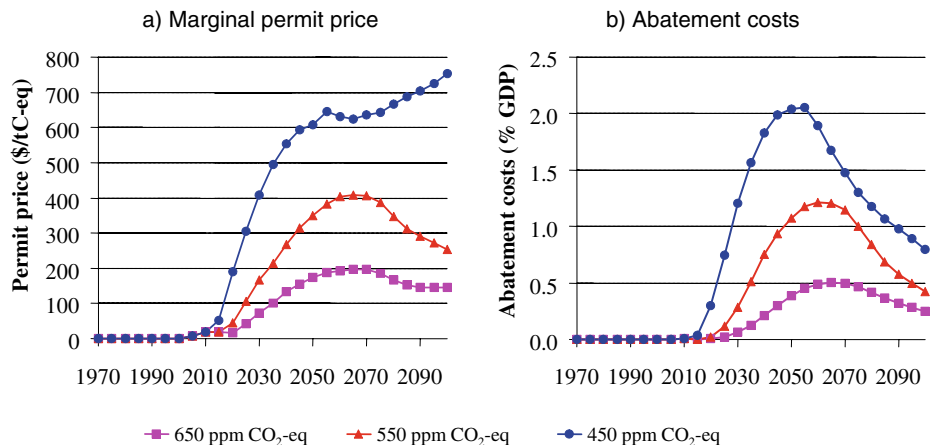 a) Marginal permit price
b) Abatement costs
Permit price ($/tC-eq)
800
700
600
500
400
300
200
100
0
1970 1990 2010 2030 2050 2070 2090
Abatement costs (% GDP)
2.5
2.0
1.5
1.0
0.5
0.0
1970 1990 2010 2030 2050 2070 2090
650 ppm CO₂-eq 550 ppm CO₂-eq 450 ppm CO₂-eq